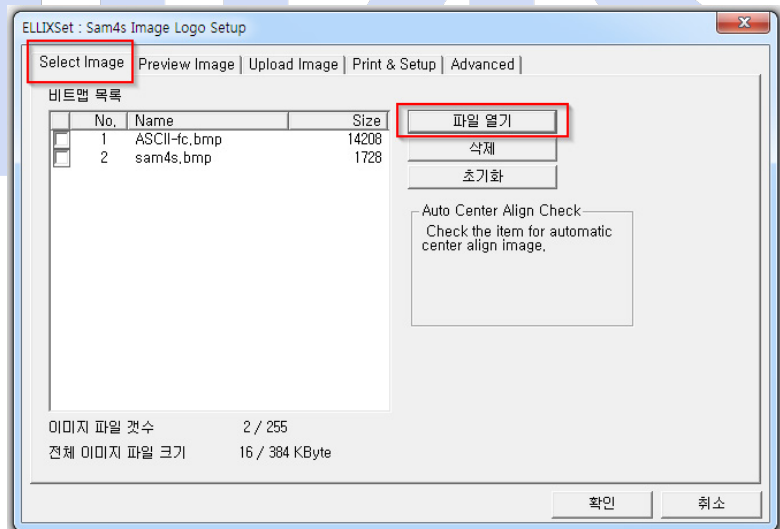 ELLIXSet : Sam4s Image Logo Setup
Select Image Preview Image Upload Image Print & Setup Advanced
비트맵 목록
No. Name Size
1 ASCII-fc.bmp 14208
2 sam4s.bmp 1728
파일 열기
삭제
초기화
Auto Center Align Check
Check the item for automatic
center align image.
이미지 파일 갯수 2 / 255
전체 이미지 파일 크기 16 / 384 KByte
확인 취소